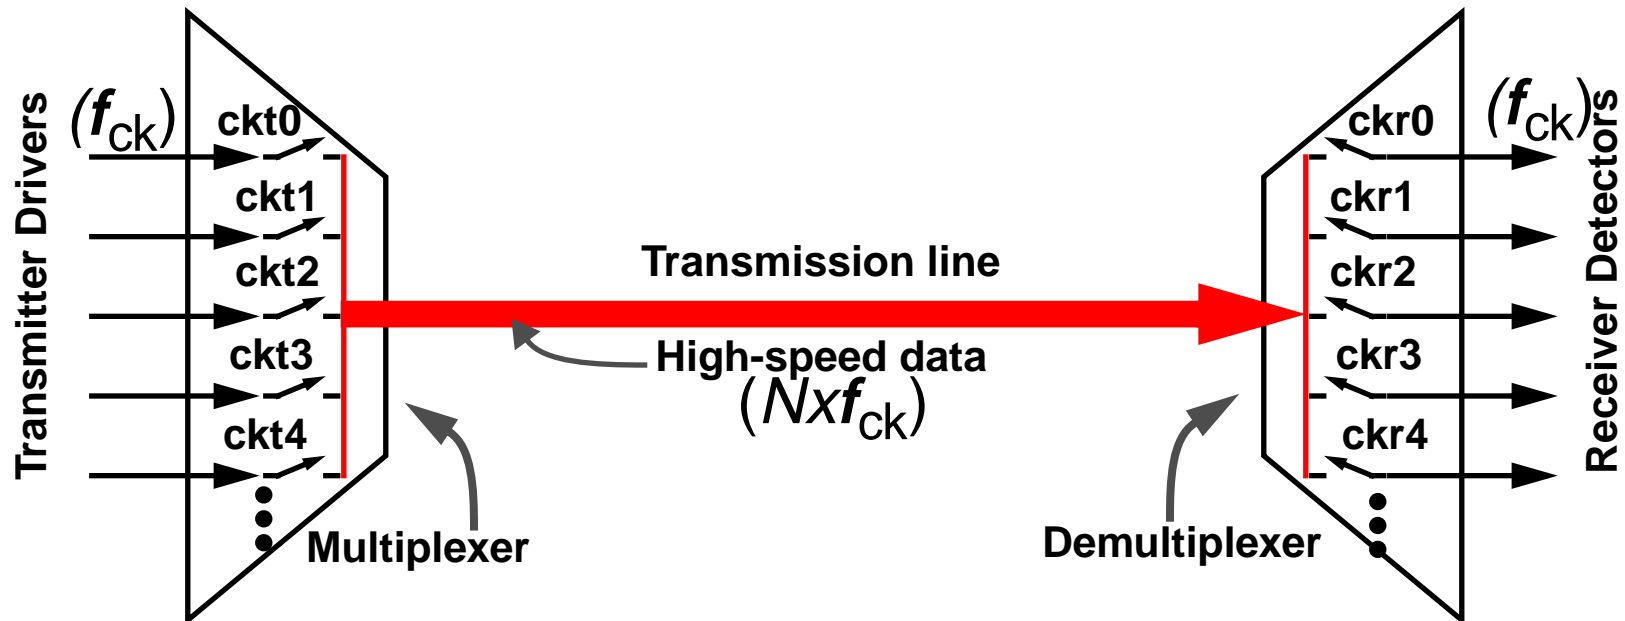 Transmitter Drivers
(fck)
ckt0
ckt1
ckt2
ckt3
ckt4
Multiplexer
Transmission line
High-speed data
(Nxfck)
Demultiplexer
ckr0
ckr1
ckr2
ckr3
ckr4
(fck)
Receiver Detectors